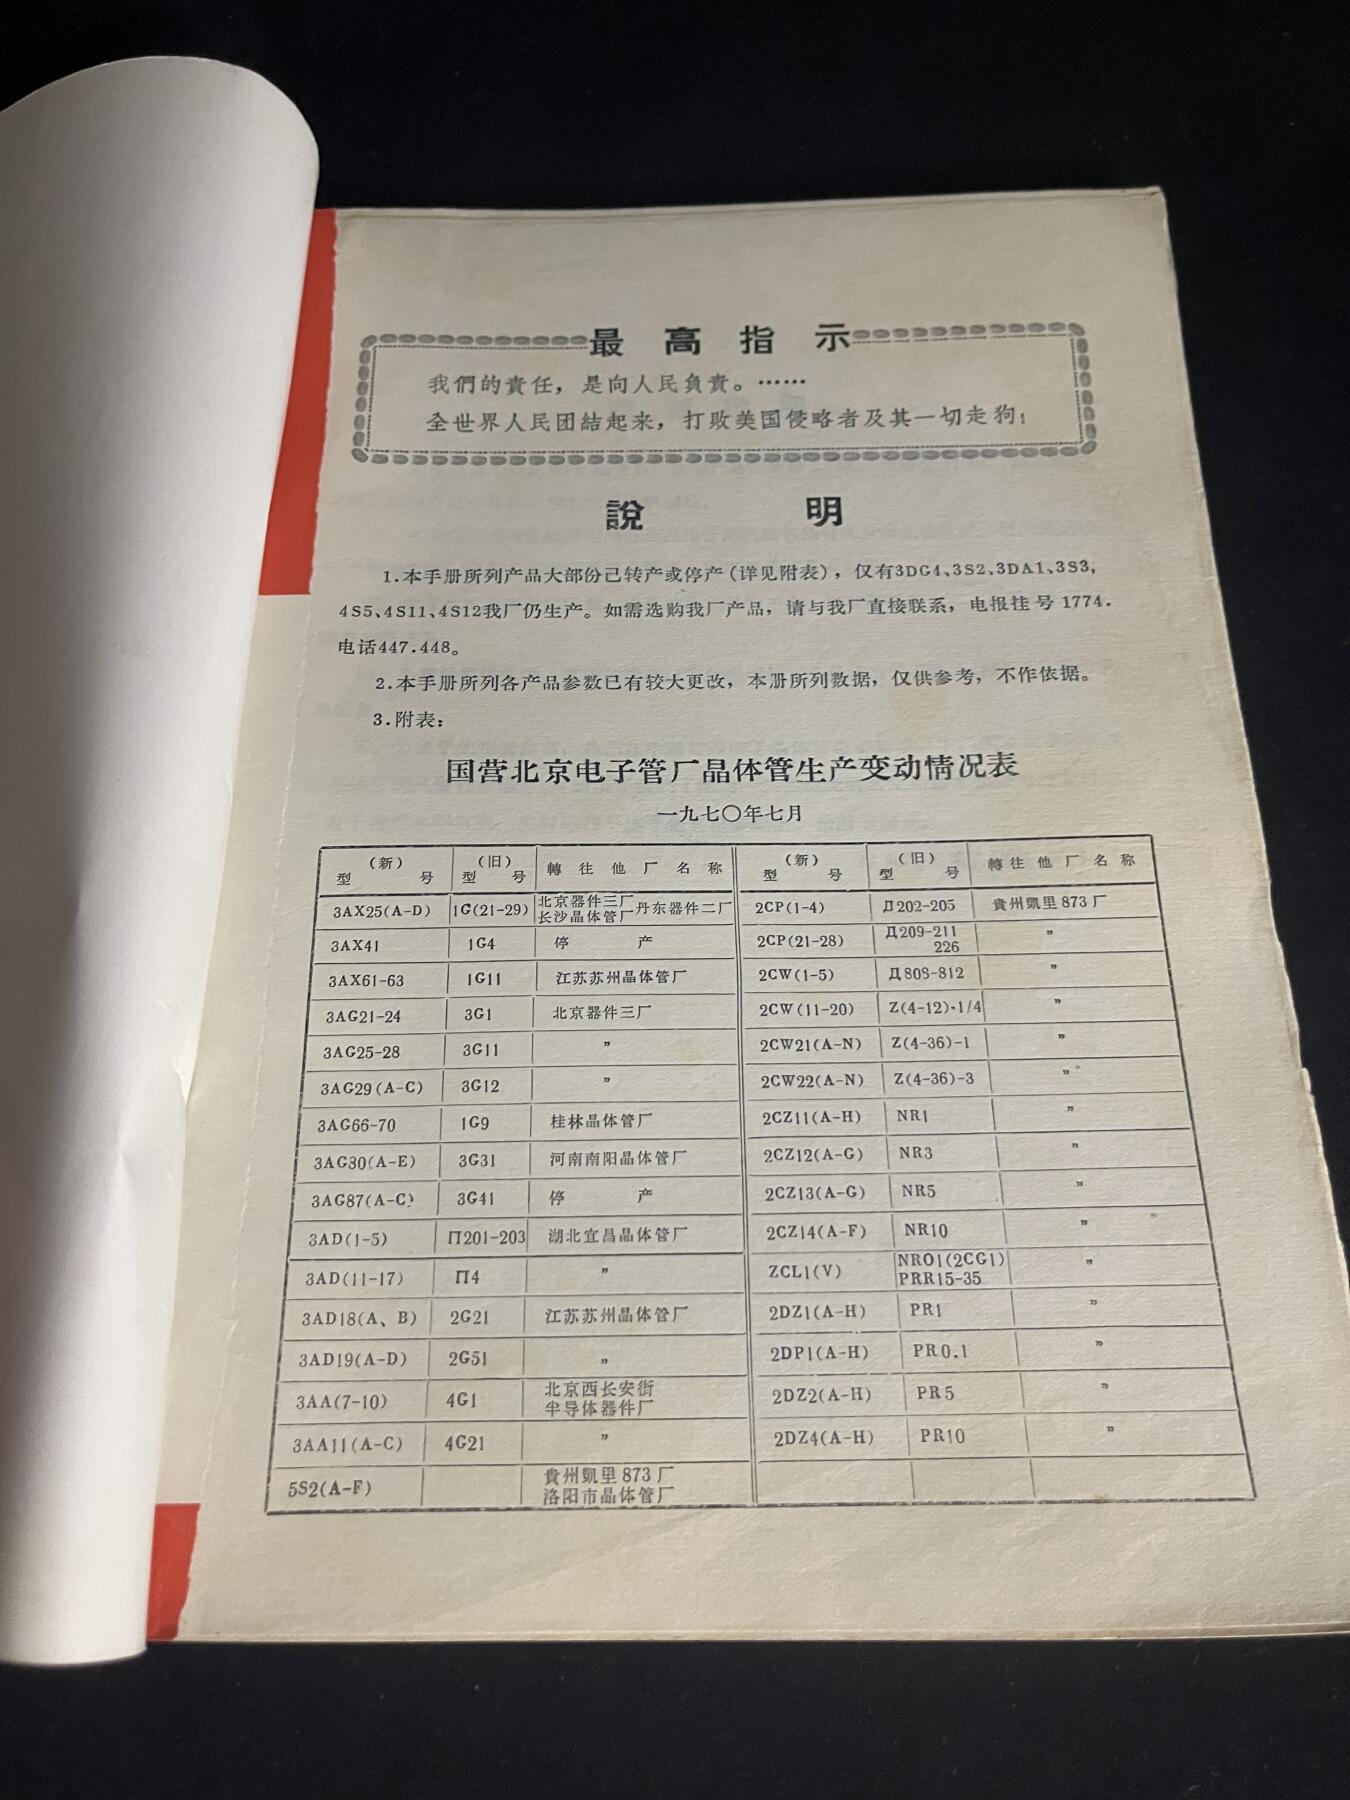 最高指示
我們的責任，是向人民負責。……
全世界人民团結起来，打敗美国侵略者及其一切走狗！
說明
1.本手册所列产品大部份己转产或停产(详见附表)，仅有3DG4、3S2、3DA1、3S3，
4S5、4S11、4S12我厂仍生产。如需选购我厂产品，请与我厂直接联系，电报挂号1774.
电话447.448。
2.本手册所列各产品参数已有较大更改，本册所列数据，仅供参考，不作依据。
3.附表：
国营北京电子管厂晶体管生产变动情况表
一九七〇年七月
(新)型号 (旧)型号 轉往他厂名称 (新)型号 (旧)型号 轉往他厂名称
3AX25(A-D) 1G(21-29) 北京器件三厂 长沙晶体管厂 丹东器件二厂 2CP(1-4) Д202-205 貴州凱里873厂
3AX41 1G4 停产 2CP(21-28) Д209-211 226 〃
3AX61-63 1G11 江苏苏州晶体管厂 2CW(1-5) Д808-812 〃
3AG21-24 3G1 北京器件三厂 2CW(11-20) Z(4-12)·1/4 〃
3AG25-28 3G11 〃 2CW21(A-N) Z(4-36)-1 〃
3AG29(A-C) 3G12 〃 2CW22(A-N) Z(4-36)-3 〃
3AG66-70 1G9 桂林晶体管厂 2CZ11(A-H) NR1 〃
3AG80(A-E) 3G31 河南南阳晶体管厂 2CZ12(A-G) NR3 〃
3AG87(A-C) 3G41 停产 2CZ13(A-G) NR5 〃
3AD(1-5) П201-203 湖北宜昌晶体管厂 2CZ14(A-F) NR10 〃
3AD(11-17) П4 〃 ZCL1(V) NRO1(2CG1) PRR15-35 〃
3AD18(A、B) 2G21 江苏苏州晶体管厂 2DZ1(A-H) PR1 〃
3AD19(A-D) 2G51 〃 2DP1(A-H) PR0.1 〃
3AA(7-10) 4G1 北京西长安街 半导体器件厂 2DZ2(A-H) PR5 〃
3AA11(A-C) 4G21 〃 2DZ4(A-H) PR10 〃
5S2(A-F) 貴州凱里873厂 洛阳市晶体管厂